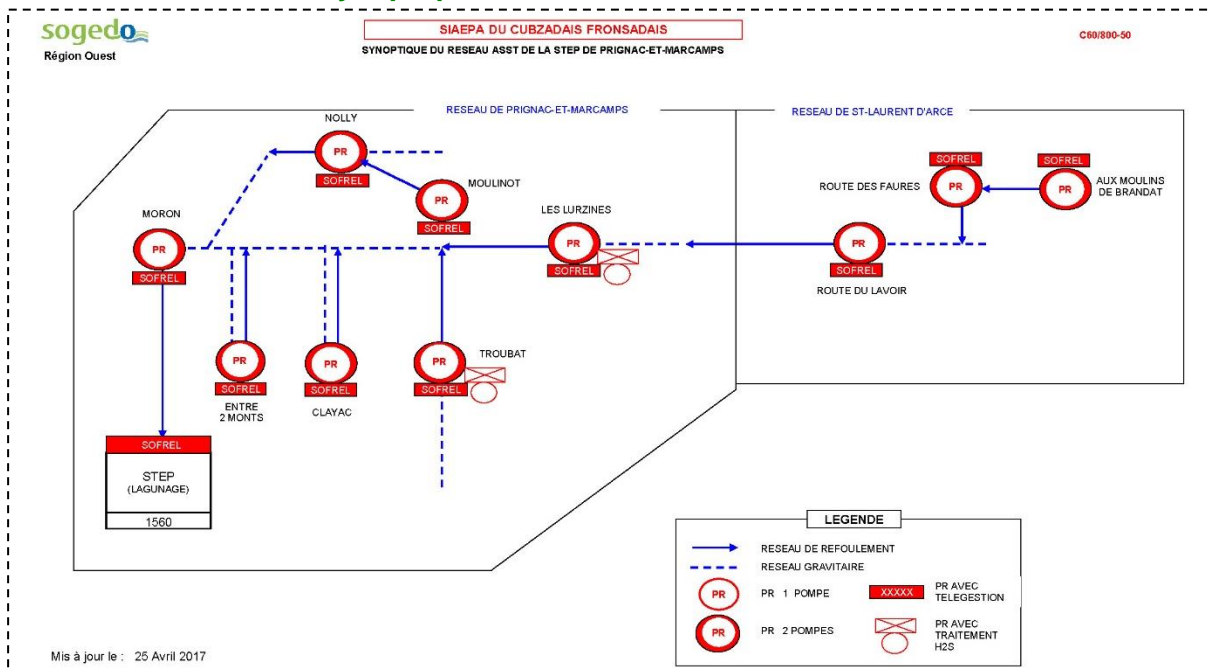 sogedo
Région Ouest
SIAEPA DU CUBZADAIS FRONSADAIS
SYNOPTIQUE DU RESEAU ASST DE LA STEP DE PRIGNAC-ET-MARCAMPS
C60/800-50
RESEAU DE PRIGNAC-ET-MARCAMPS
RESEAU DE ST-LAURENT D'ARCE
NOLLY
PR
SOFREL
MOULINOT
PR
SOFREL
MORON
PR
SOFREL
LES LURZINES
PR
SOFREL
ROUTE DES FAURES
SOFREL
PR
SOFREL
PR
AUX MOULINS
DE BRANDAT
PR
SOFREL
ROUTE DU LAVOIR
PR
SOFREL
ENTRE
2 MONTS
PR
SOFREL
CLAYAC
PR
SOFREL
TROUBAT
SOFREL
STEP
(LAGUNAGE)
1560
LEGENDE
RESEAU DE REFOULEMENT
RESEAU GRAVITAIRE
PR
PR 1 POMPE
XXXXX
PR AVEC
TELEGESTION
PR
PR 2 POMPES
PR AVEC
TRAITEMENT
H2S
Mis à jour le : 25 Avril 2017